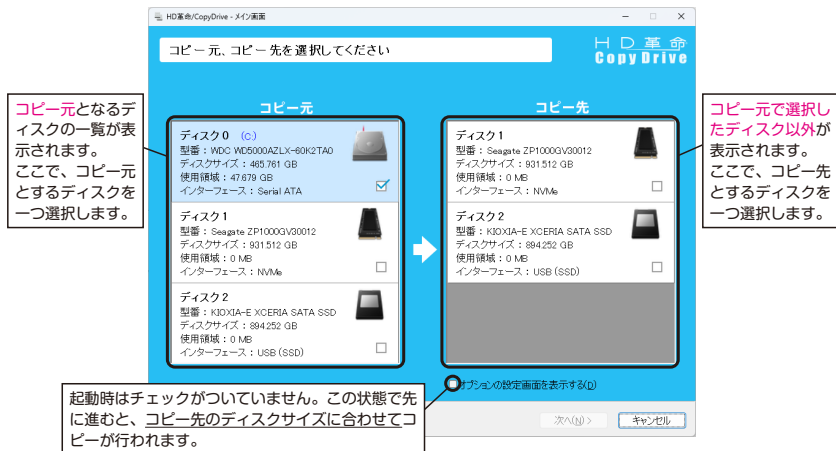 HD革命/CopyDrive - メイン画面
コピー元、コピー先を選択してください
HD革命
CopyDrive
コピー元
コピー先
コピー元となるデ
ィスクの一覧が表
示されます。
ここで、コピー元
とするディスクを
一つ選択します。
ディスク 0 (C:)
型番 : WDC WD5000AZLX-60K2TA0
ディスクサイズ : 465.761 GB
使用領域 : 47.679 GB
インターフェース : Serial ATA
ディスク 1
型番 : Seagate ZP1000GV30012
ディスクサイズ : 931.512 GB
使用領域 : 0 MB
インターフェース : NVMe
ディスク 2
型番 : KIOXIA-E XCERIA SATA SSD
ディスクサイズ : 894.252 GB
使用領域 : 0 MB
インターフェース : USB (SSD)
ディスク 1
型番 : Seagate ZP1000GV30012
ディスクサイズ : 931.512 GB
使用領域 : 0 MB
インターフェース : NVMe
ディスク 2
型番 : KIOXIA-E XCERIA SATA SSD
ディスクサイズ : 894.252 GB
使用領域 : 0 MB
インターフェース : USB (SSD)
コピー元で選択し
たディスク以外が
表示されます。
ここで、コピー先
とするディスクを
一つ選択します。
オプションの設定画面を表示する(D)
起動時はチェックがついていません。この状態で先
に進むと、コピー先のディスクサイズに合わせてコ
ピーが行われます。
次へ(N) >
キャンセル